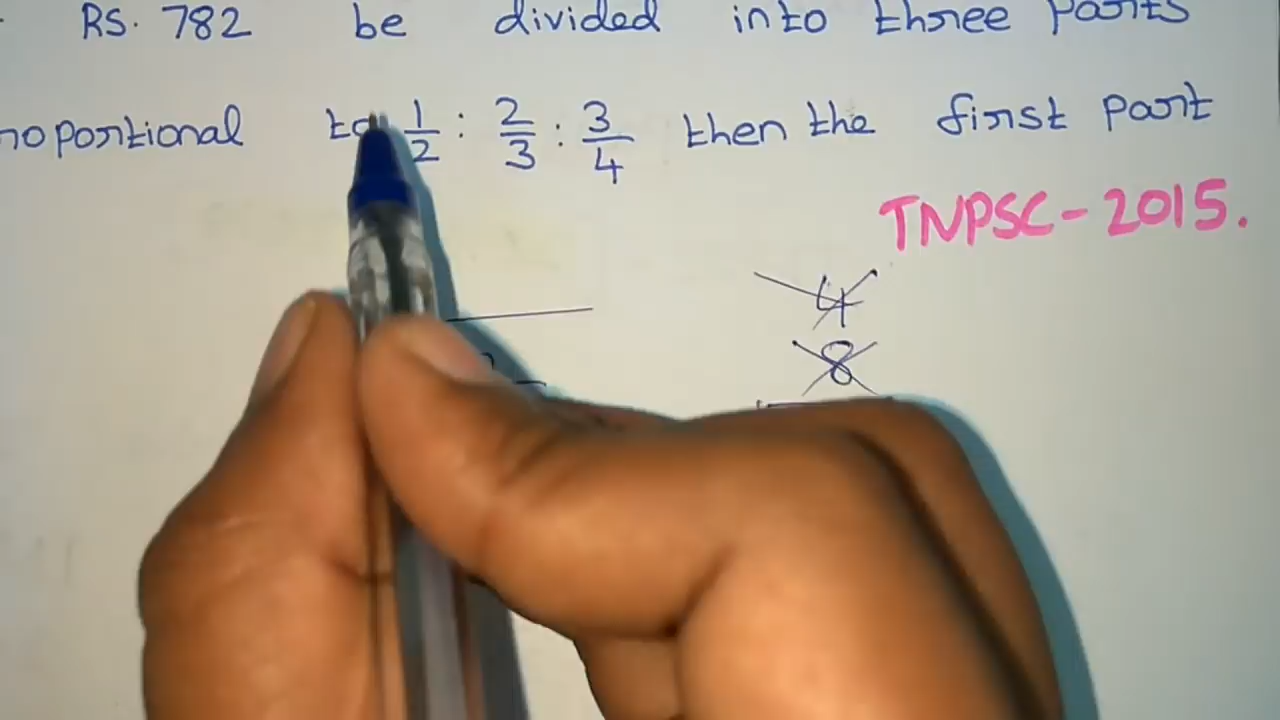 RS. 782 be divided into three parts
to 1/2 : 2/3 : 3/4 then the first part
TNPSC-2015.
4
8